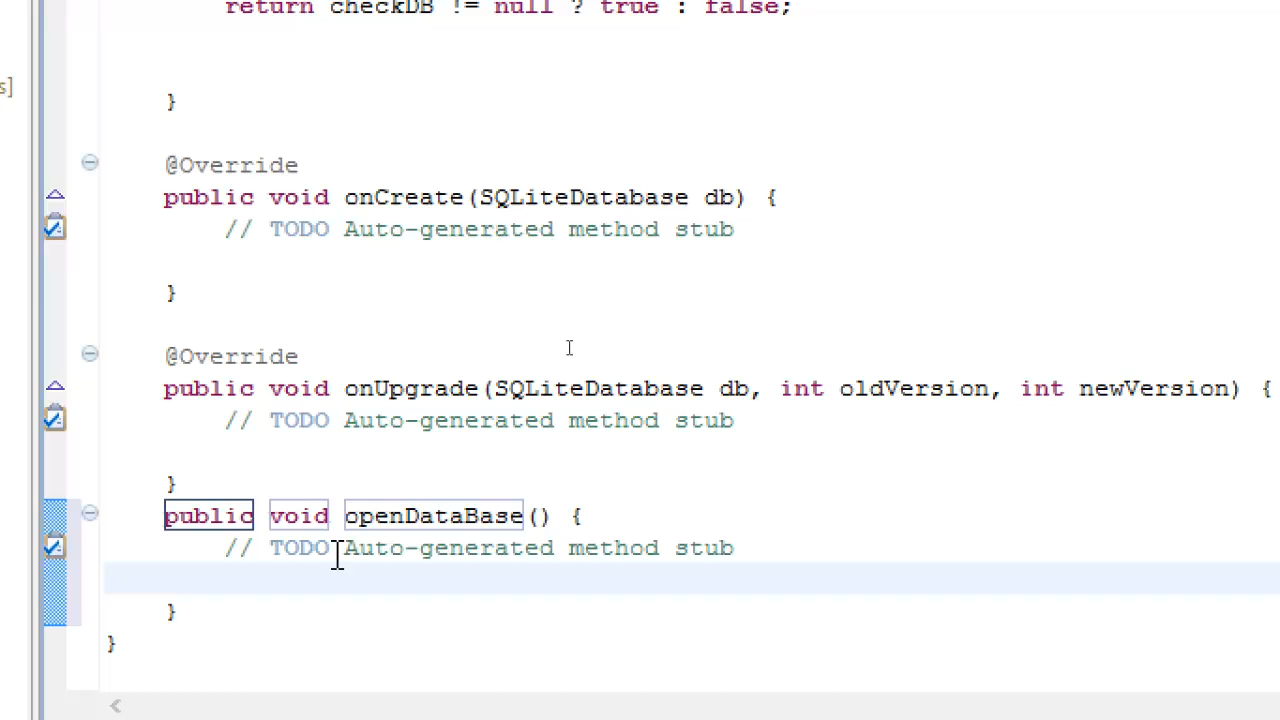 return checkDB != null ? true : false;
s]
}
@Override
public void onCreate(SQLiteDatabase db) {
// TODO Auto-generated method stub
}
@Override
public void onUpgrade(SQLiteDatabase db, int oldVersion, int newVersion) {
// TODO Auto-generated method stub
}
public void openDataBase() {
// TODO Auto-generated method stub
}
}